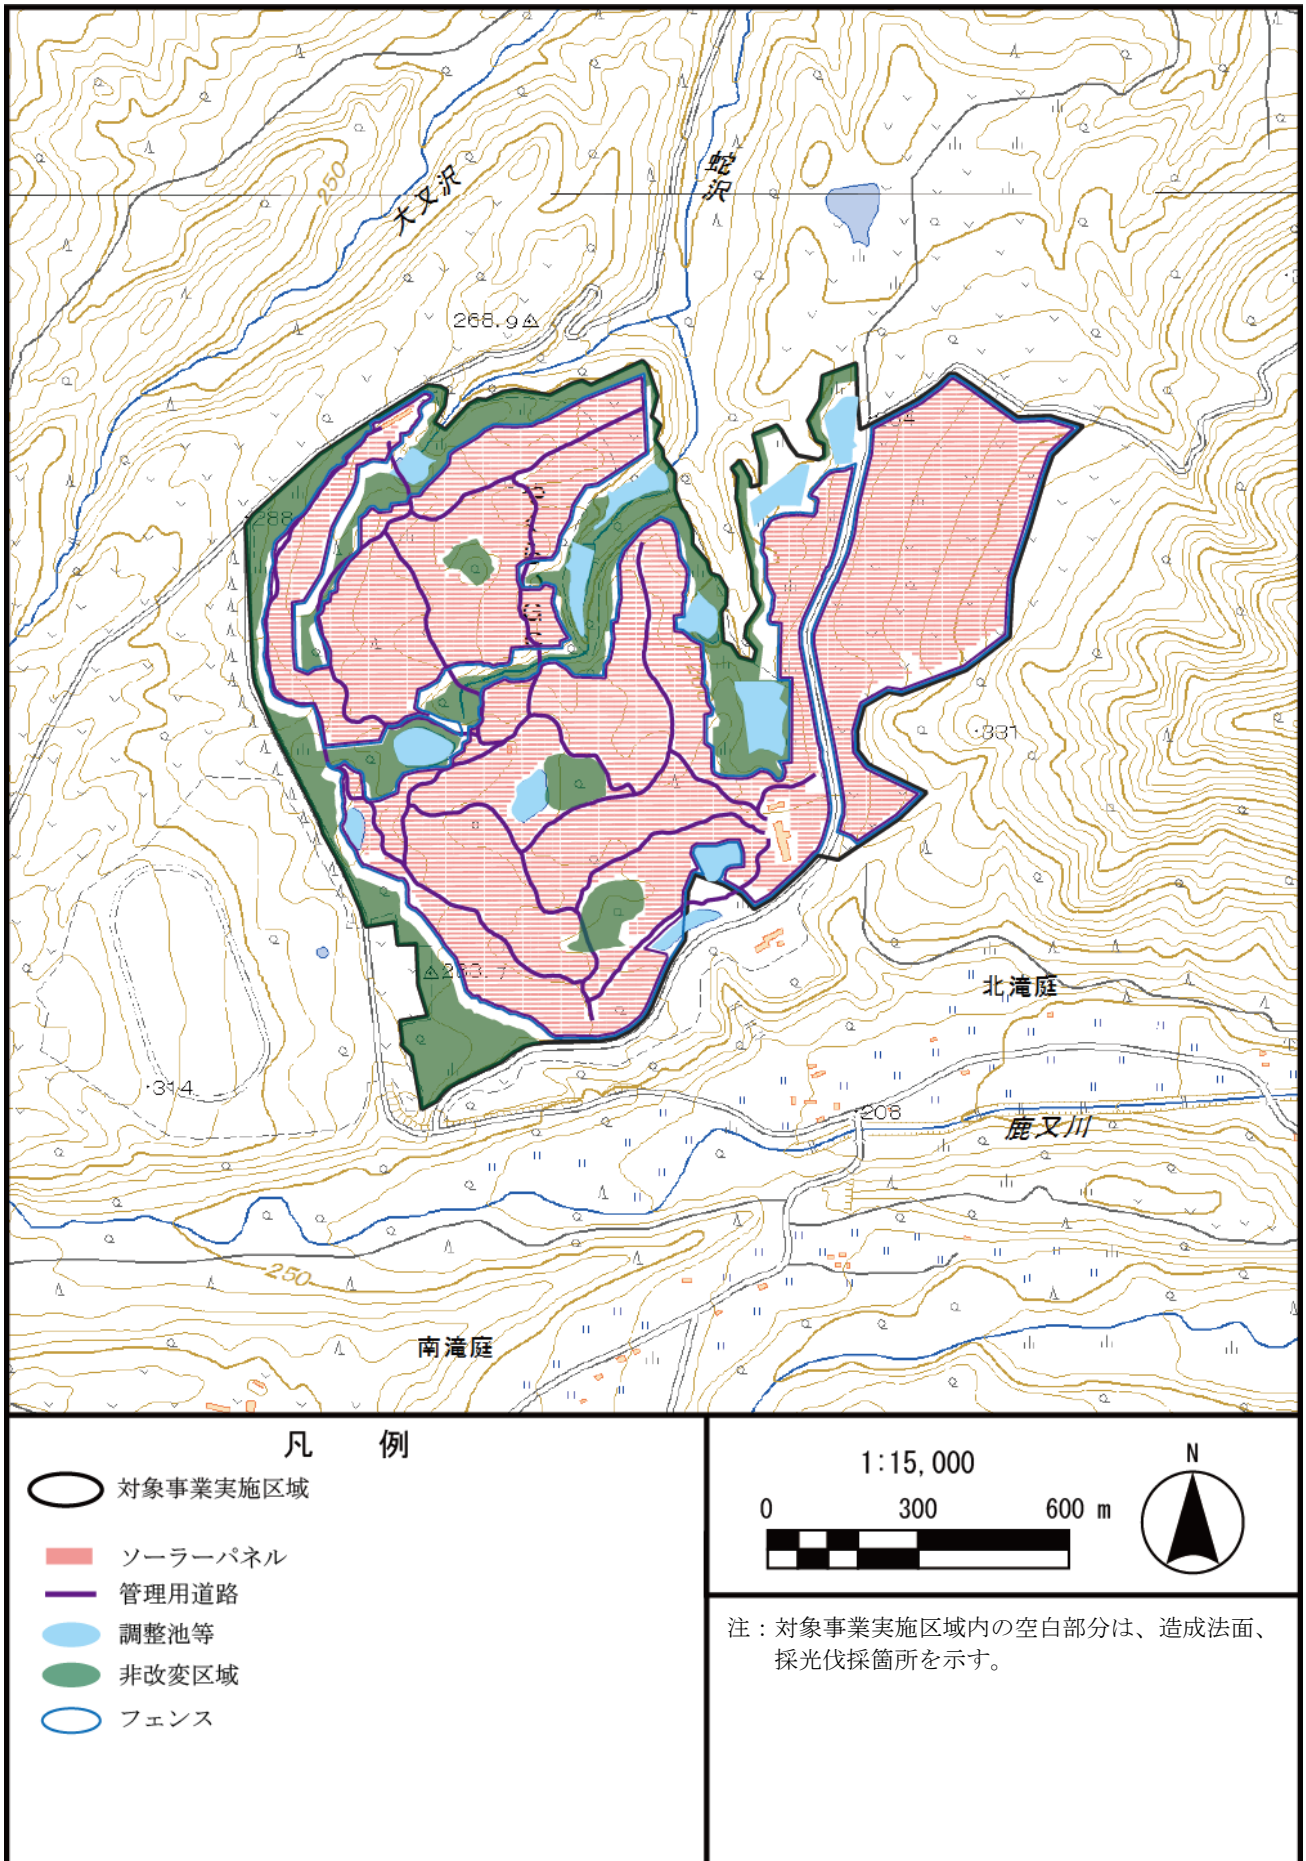 250
大又沢
蛇沢
268.9
288
331
283.7
314
北滝庭
208
鹿又川
250
南滝庭
凡 例
対象事業実施区域
ソーラーパネル
管理用道路
調整池等
非改変区域
フェンス
1:15,000
0 300 600 m
N
注：対象事業実施区域内の空白部分は、造成法面、
採光伐採箇所を示す。